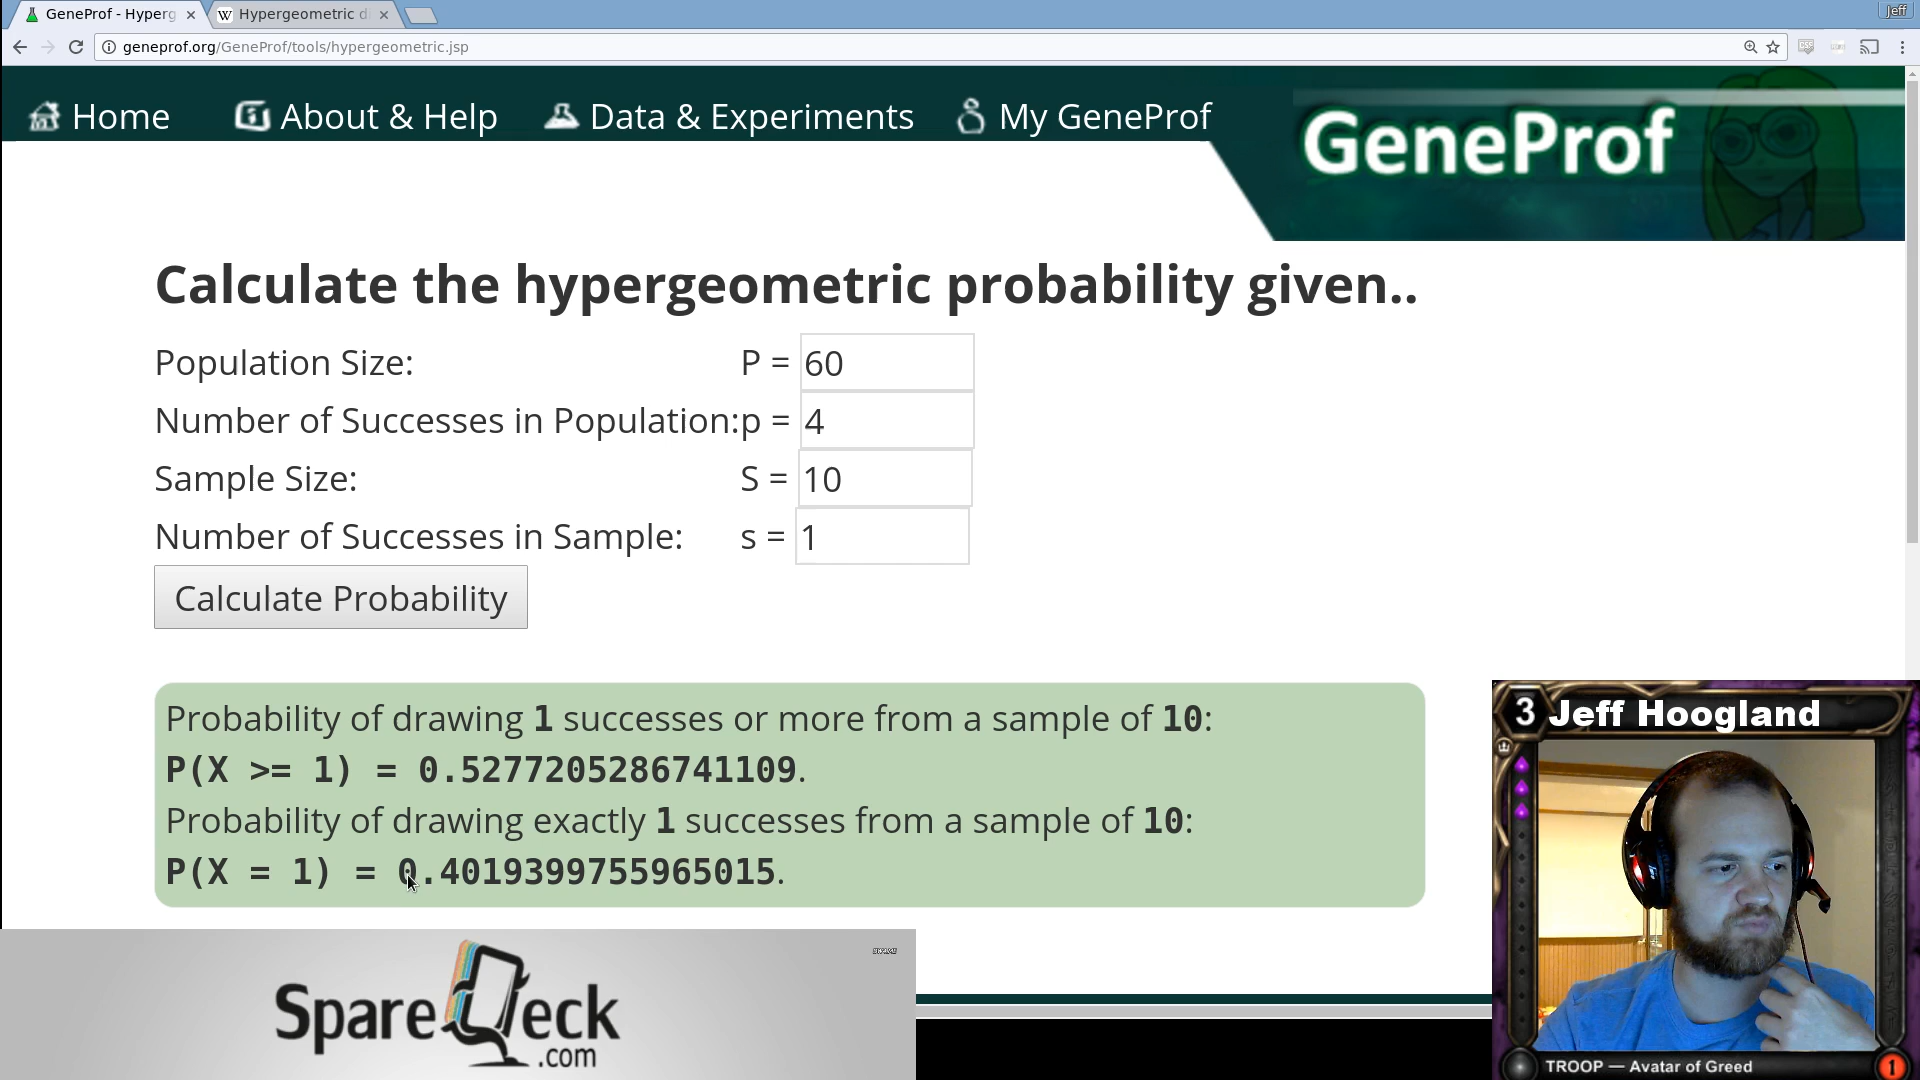 GeneProf - Hyperg
W Hypergeometric d
Jeff
geneprof.org/GeneProf/tools/hypergeometric.jsp
Home
About & Help
Data & Experiments
My GeneProf
GeneProf
Calculate the hypergeometric probability given..
Population Size: P = 60
Number of Successes in Population:p = 4
Sample Size: S = 10
Number of Successes in Sample: s = 1
Calculate Probability
Probability of drawing 1 successes or more from a sample of 10:
P(X >= 1) = 0.5277205286741109.
Probability of drawing exactly 1 successes from a sample of 10:
P(X = 1) = 0.4019399755965015.
3 Jeff Hoogland
TROOP — Avatar of Greed
1
SpareDeck
.com